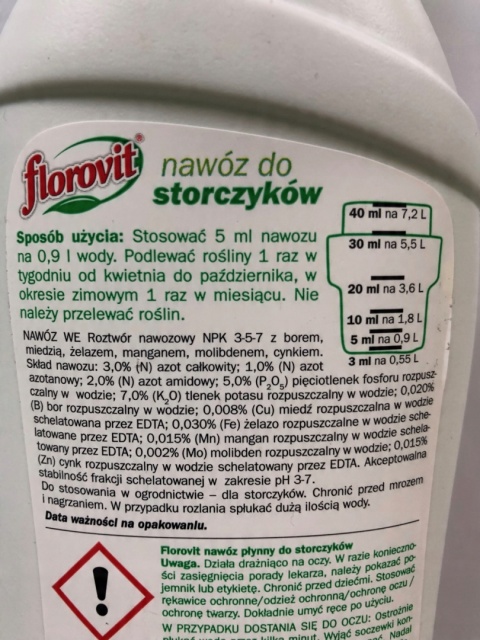 florovit®
nawóz do
storczyków
Sposób użycia: Stosować 5 ml nawozu
na 0,9 l wody. Podlewać rośliny 1 raz w
tygodniu od kwietnia do października, w
okresie zimowym 1 raz w miesiącu. Nie
należy przelewać roślin.
40 ml na 7,2 L
30 ml na 5,5 L
20 ml na 3,6 L
10 ml na 1,8 L
5 ml na 0,9 L
3 ml na 0,55 L
NAWÓZ WE Roztwór nawozowy NPK 3-5-7 z borem,
miedzią, żelazem, manganem, molibdenem, cynkiem.
Skład nawozu: 3,0% (N) azot całkowity; 1,0% (N) azot
azotanowy; 2,0% (N) azot amidowy; 5,0% (P₂O₅) pięciotlenek fosforu rozpusz-
czalny w wodzie; 7,0% (K₂O) tlenek potasu rozpuszczalny w wodzie; 0,020%
(B) bor rozpuszczalny w wodzie; 0,008% (Cu) miedź rozpuszczalna w wodzie
schelatowana przez EDTA; 0,030% (Fe) żelazo rozpuszczalne w wodzie sche-
latowane przez EDTA; 0,015% (Mn) mangan rozpuszczalny w wodzie schela-
towany przez EDTA; 0,002% (Mo) molibden rozpuszczalny w wodzie; 0,015%
(Zn) cynk rozpuszczalny w wodzie schelatowany przez EDTA. Akceptowalna
stabilność frakcji schelatowanej w zakresie pH 3-7.
Do stosowania w ogrodnictwie – dla storczyków. Chronić przed mrozem
i nagrzaniem. W przypadku rozlania spłukać dużą ilością wody.
Data ważności na opakowaniu.
Florovit nawóz płynny do storczyków
Uwaga. Działa drażniąco na oczy. W razie konieczno-
ści zasięgnięcia porady lekarza, należy pokazać po-
jemnik lub etykietę. Chronić przed dziećmi. Stosować
rękawice ochronne/odzież ochronną/ochronę oczu /
ochronę twarzy. Dokładnie umyć ręce po użyciu.
W PRZYPADKU DOSTANIA SIĘ DO OCZU: Ostrożnie
płukać wodą przez kilka minut. Wyjąć soczewki kon-
Nadal